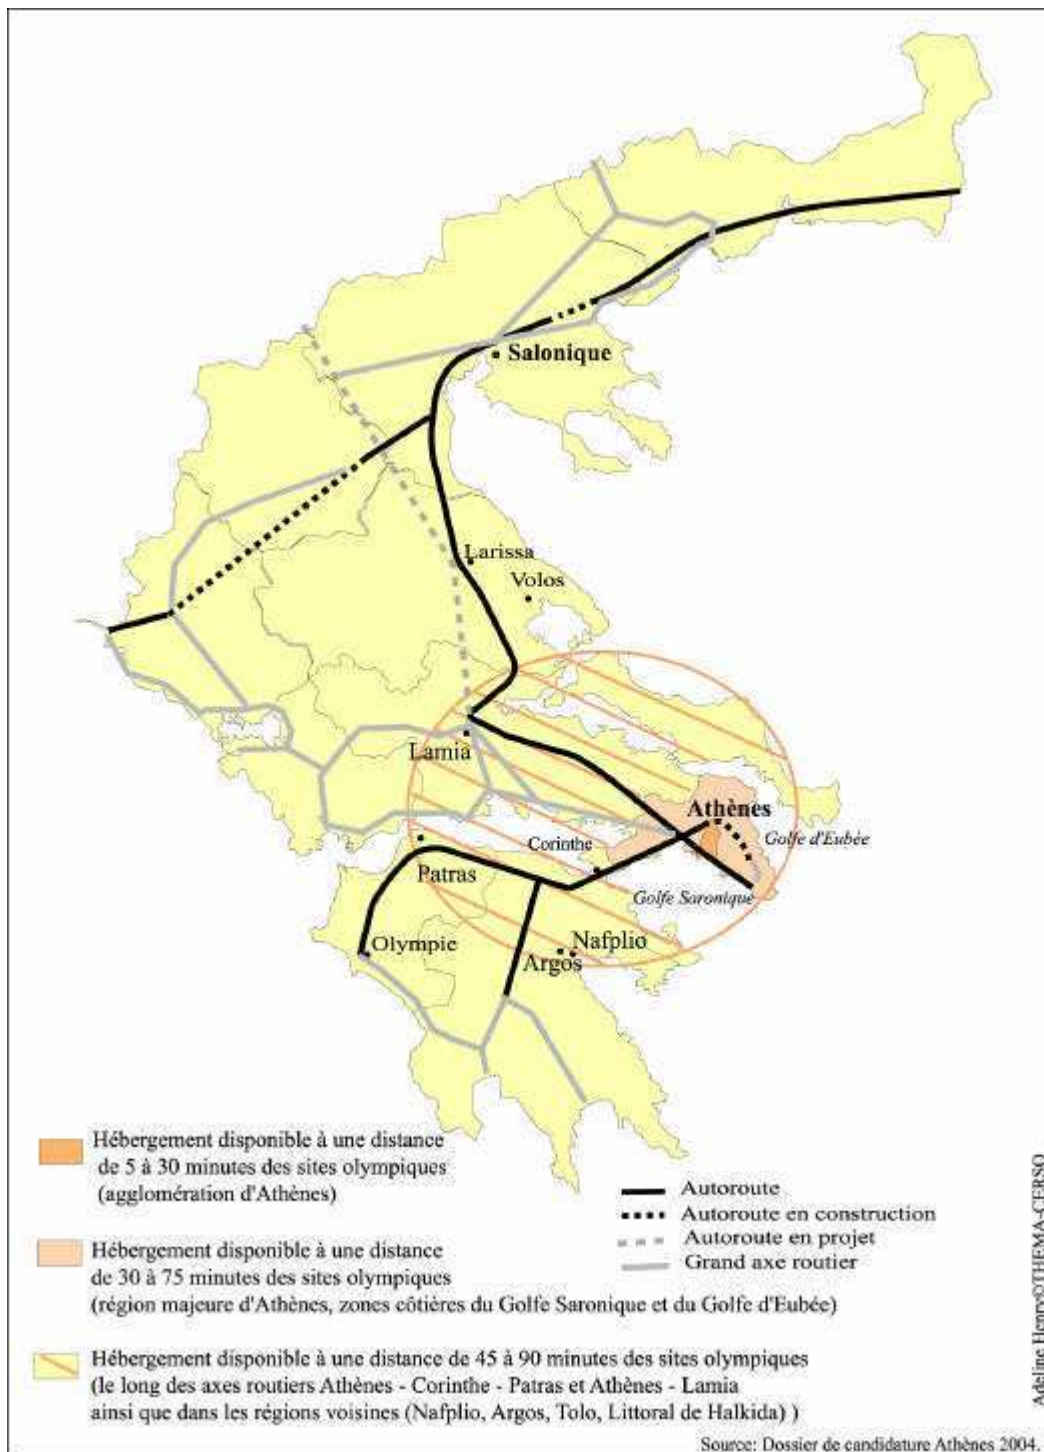 Salonique
Larissa
Volos
Lamia
Athènes
Golfe d'Eubée
Corinthe
Patras
Golfe Saronique
Olympie
Nafplio
Argos
Hébergement disponible à une distance
de 5 à 30 minutes des sites olympiques
(agglomération d'Athènes)
Autoroute
Autoroute en construction
Autoroute en projet
Grand axe routier
Hébergement disponible à une distance
de 30 à 75 minutes des sites olympiques
(région majeure d'Athènes, zones côtières du Golfe Saronique et du Golfe d'Eubée)
Hébergement disponible à une distance de 45 à 90 minutes des sites olympiques
(le long des axes routiers Athènes - Corinthe - Patras et Athènes - Lamia
ainsi que dans les régions voisines (Nafplio, Argos, Tolo, Littoral de Halkida) )
Adeline Henry©THEMA-CERSO
Source: Dossier de candidature Athènes 2004.